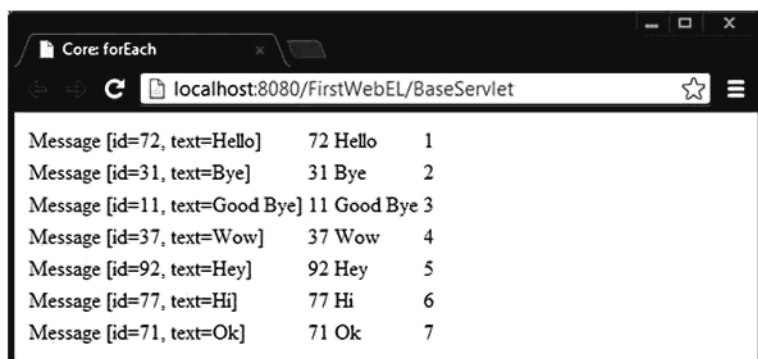 Core: forEach
localhost:8080/FirstWebEL/BaseServlet
Message [id=72, text=Hello] 72 Hello 1
Message [id=31, text=Bye] 31 Bye 2
Message [id=11, text=Good Bye] 11 Good Bye 3
Message [id=37, text=Wow] 37 Wow 4
Message [id=92, text=Hey] 92 Hey 5
Message [id=77, text=Hi] 77 Hi 6
Message [id=71, text=Ok] 71 Ok 7